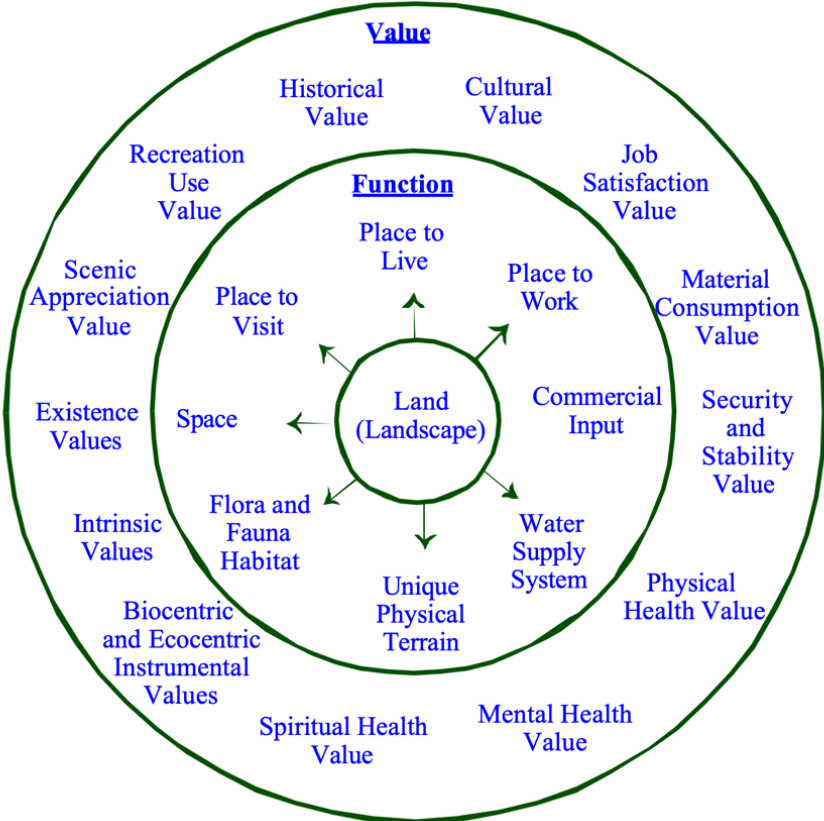 Value
Historical
Value
Cultural
Value
Recreation
Use
Value
Job
Satisfaction
Value
Function
Place to
Live
Scenic
Appreciation
Value
Place to
Visit
Place to
Work
Material
Consumption
Value
Existence
Values
Space
Land
(Landscape)
Commercial
Input
Security
and
Stability
Value
Intrinsic
Values
Flora and
Fauna
Habitat
Water
Supply
System
Unique
Physical
Terrain
Physical
Health Value
Biocentric
and Ecocentric
Instrumental
Values
Spiritual Health
Value
Mental Health
Value